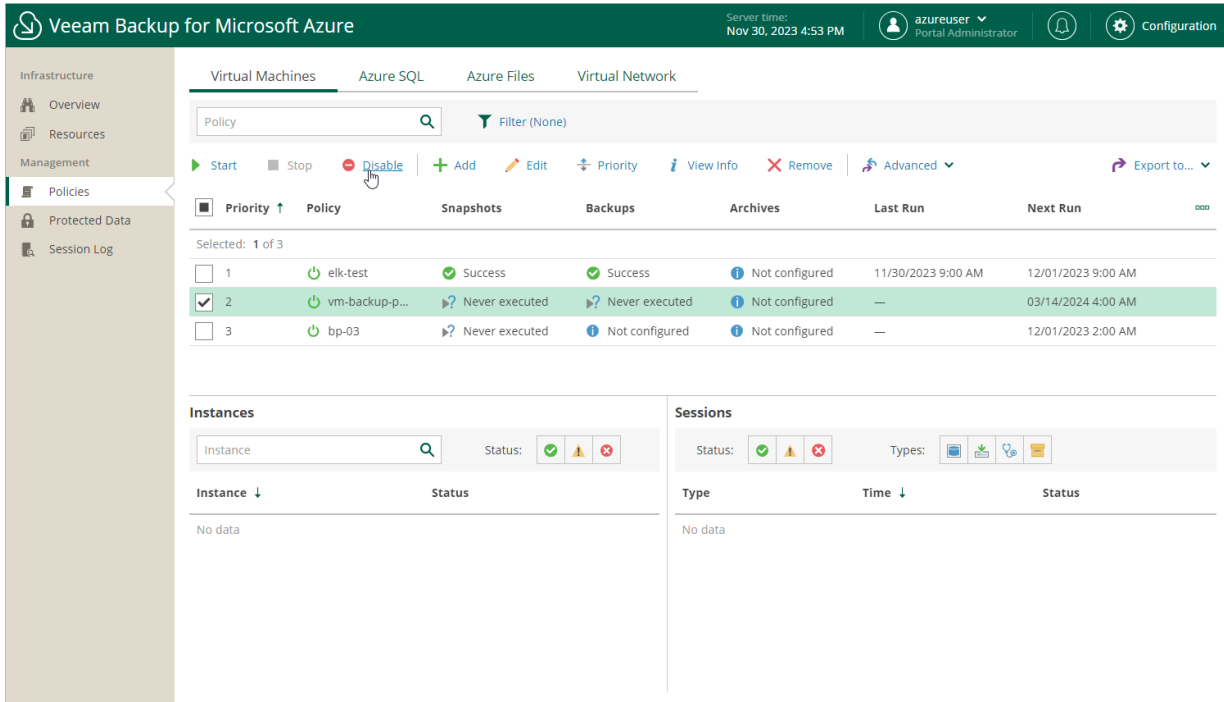 Veeam Backup for Microsoft Azure
Server time:
Nov 30, 2023 4:53 PM
azureuser
Portal Administrator
Configuration
Infrastructure
Overview
Resources
Management
Policies
Protected Data
Session Log
Virtual Machines Azure SQL Azure Files Virtual Network
Policy Filter (None)
Start Stop Disable Add Edit Priority View Info Remove Advanced Export to...
Priority Policy Snapshots Backups Archives Last Run Next Run
Selected: 1 of 3
1 elk-test Success Success Not configured 11/30/2023 9:00 AM 12/01/2023 9:00 AM
2 vm-backup-p... Never executed Never executed Not configured — 03/14/2024 4:00 AM
3 bp-03 Never executed Not configured Not configured — 12/01/2023 2:00 AM
Instances
Instance Status:
Instance Status
No data
Sessions
Status: Types:
Type Time Status
No data